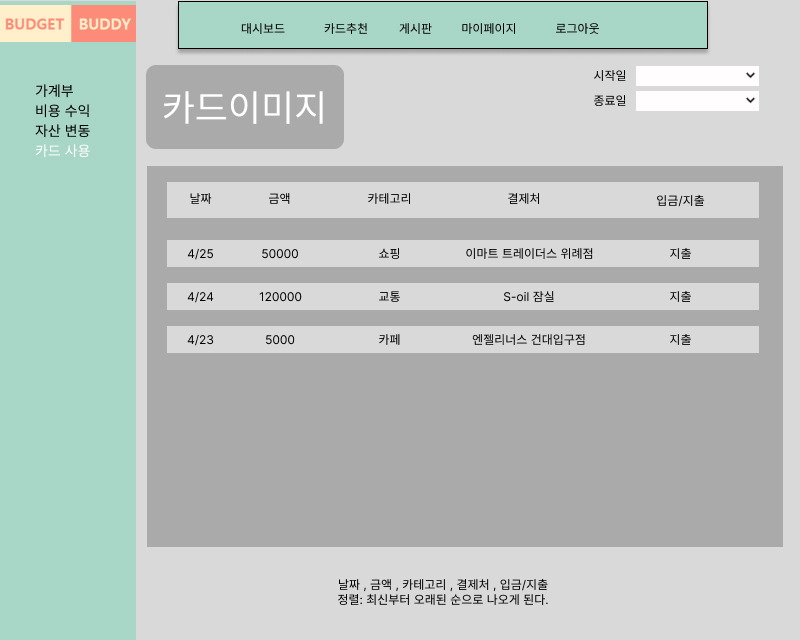 BUDGET BUDDY
대시보드 카드추천 게시판 마이페이지 로그아웃
가계부
비용 수익
자산 변동
카드 사용
카드이미지
시작일
종료일
날짜 금액 카테고리 결제처 입금/지출
4/25 50000 쇼핑 이마트 트레이더스 위례점 지출
4/24 120000 교통 S-oil 잠실 지출
4/23 5000 카페 엔젤리너스 건대입구점 지출
날짜 , 금액 , 카테고리 , 결제처 , 입금/지출
정렬: 최신부터 오래된 순으로 나오게 된다.